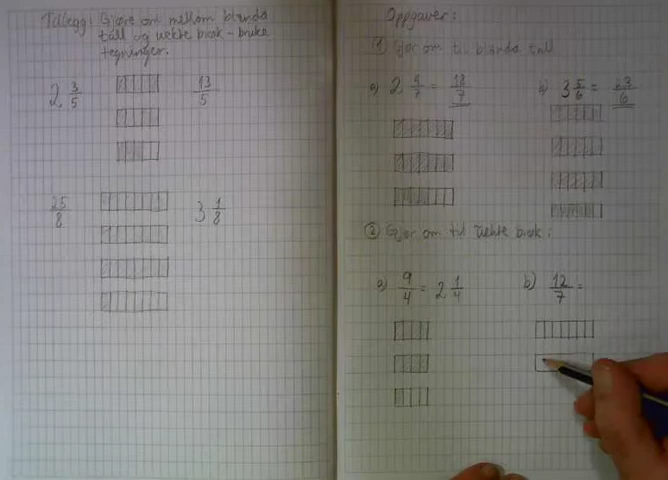 Tillegg: Gjøre om mellom blanda
tall og uekte brøk - bruke
tegninger.
2 3/5 13/5
25/8 3 1/8
Oppgaver:
① Gjør om til blanda tall
a) 2 4/7 = 18/7
3 5/6 = 23/6
② Gjør om til uekte brøk:
a) 9/4 = 2 1/4
b) 12/7 =